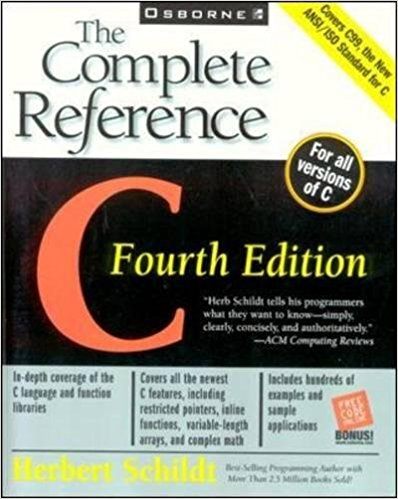 OSBORNE
Covers C99, the New
ANSI/ISO Standard for C
The
Complete
Reference
For all
versions
of C
C
Fourth Edition
"Herb Schildt tells his programmers
what they want to know—simply,
clearly, concisely, and authoritatively."
—ACM Computing Reviews
In-depth coverage of the
C language and function
libraries
Covers all the newest
C features, including
restricted pointers, inline
functions, variable-length
arrays, and complex math
Includes hundreds of
examples and
sample
applications
FREE
CODE
ONLINE!
BONUS!
Herbert Schildt
Best-Selling Programming Author with
More Than 2.5 Million Books Sold!